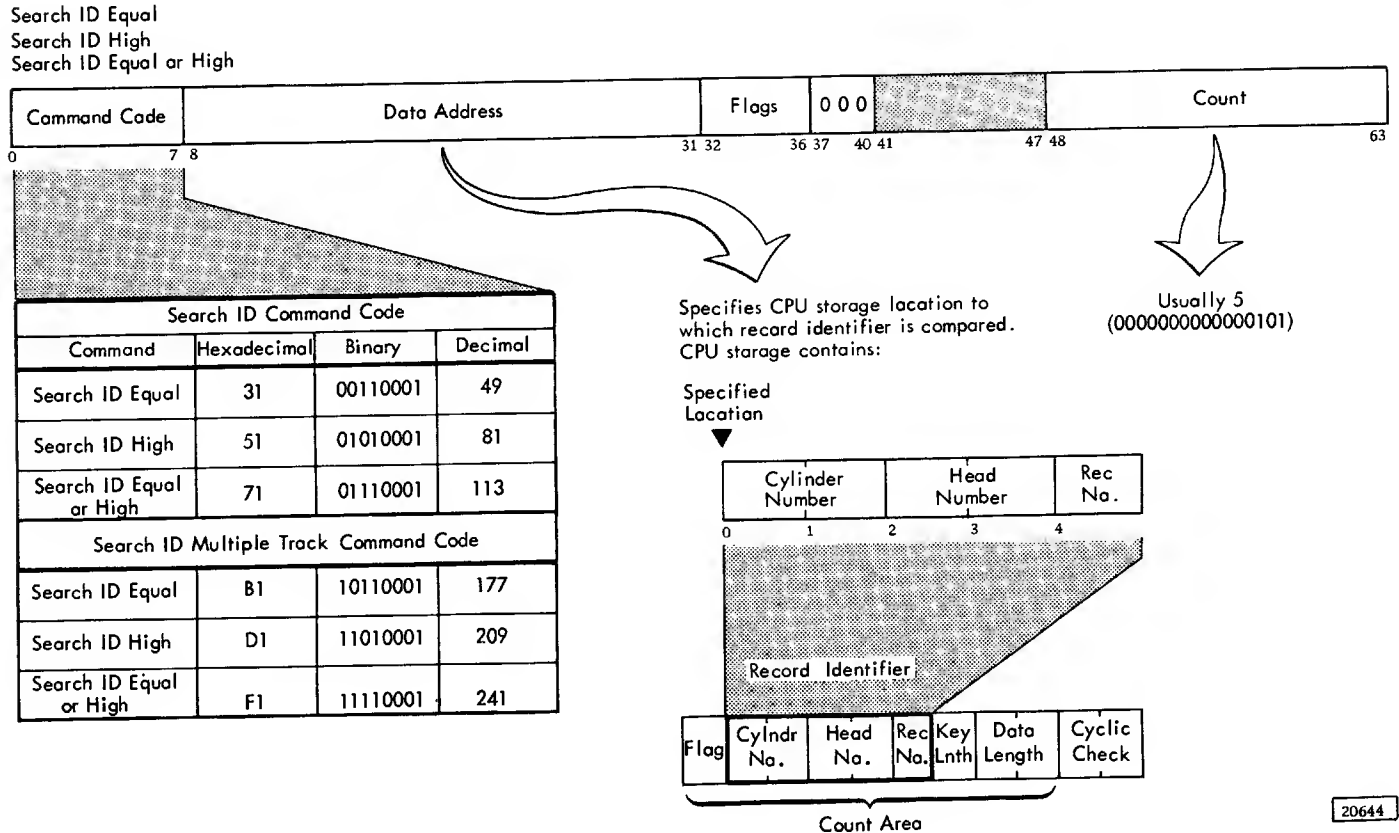 Search ID Equal
Search ID High
Search ID Equal or High
Command Code
Data Address
Flags
0 0 0
Count
0 7 8 31 32 36 37 40 41 47 48 63
Search ID Command Code
Command Hexadecimal Binary Decimal
Search ID Equal 31 00110001 49
Search ID High 51 01010001 81
Search ID Equal
or High 71 01110001 113
Search ID Multiple Track Command Code
Search ID Equal B1 10110001 177
Search ID High D1 11010001 209
Search ID Equal
or High F1 11110001 241
Specifies CPU storage location to
which record identifier is compared.
CPU storage contains:
Usually 5
(0000000000000101)
Specified
Location
Cylinder
Number
Head
Number
Rec
No.
0 1 2 3 4
Record Identifier
Flag
Cylndr
No.
Head
No.
Rec
No.
Key
Lnth
Data
Length
Cyclic
Check
Count Area
20644